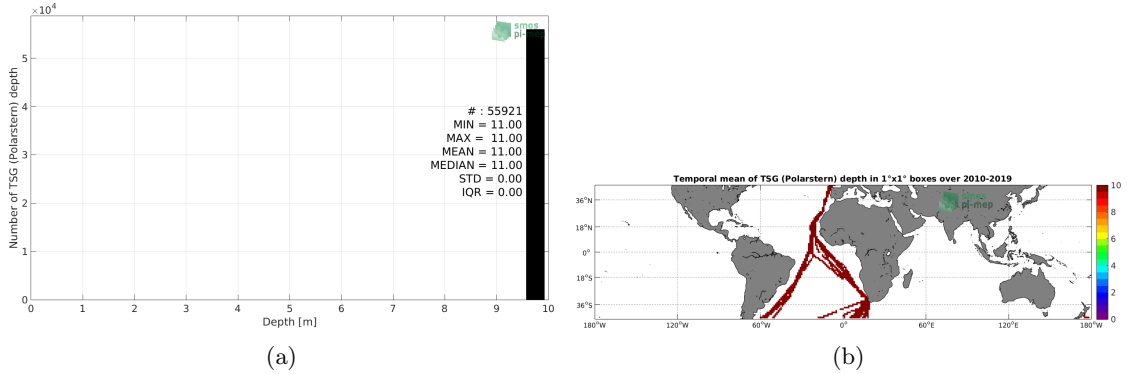 ×10^4
smos
pi-mep
5
4
3
2
1
0
Number of TSG (Polarstern) depth
# : 55921
MIN = 11.00
MAX = 11.00
MEAN = 11.00
MEDIAN = 11.00
STD = 0.00
IQR = 0.00
0 1 2 3 4 5 6 7 8 9 10
Depth [m]
(a)
Temporal mean of TSG (Polarstern) depth in 1°x1° boxes over 2010-2019
smos
pi-mep
36°N
18°N
0°
18°S
36°S
180°W 120°W 60°W 0° 60°E 120°E 180°W
10
8
6
4
2
0
(b)